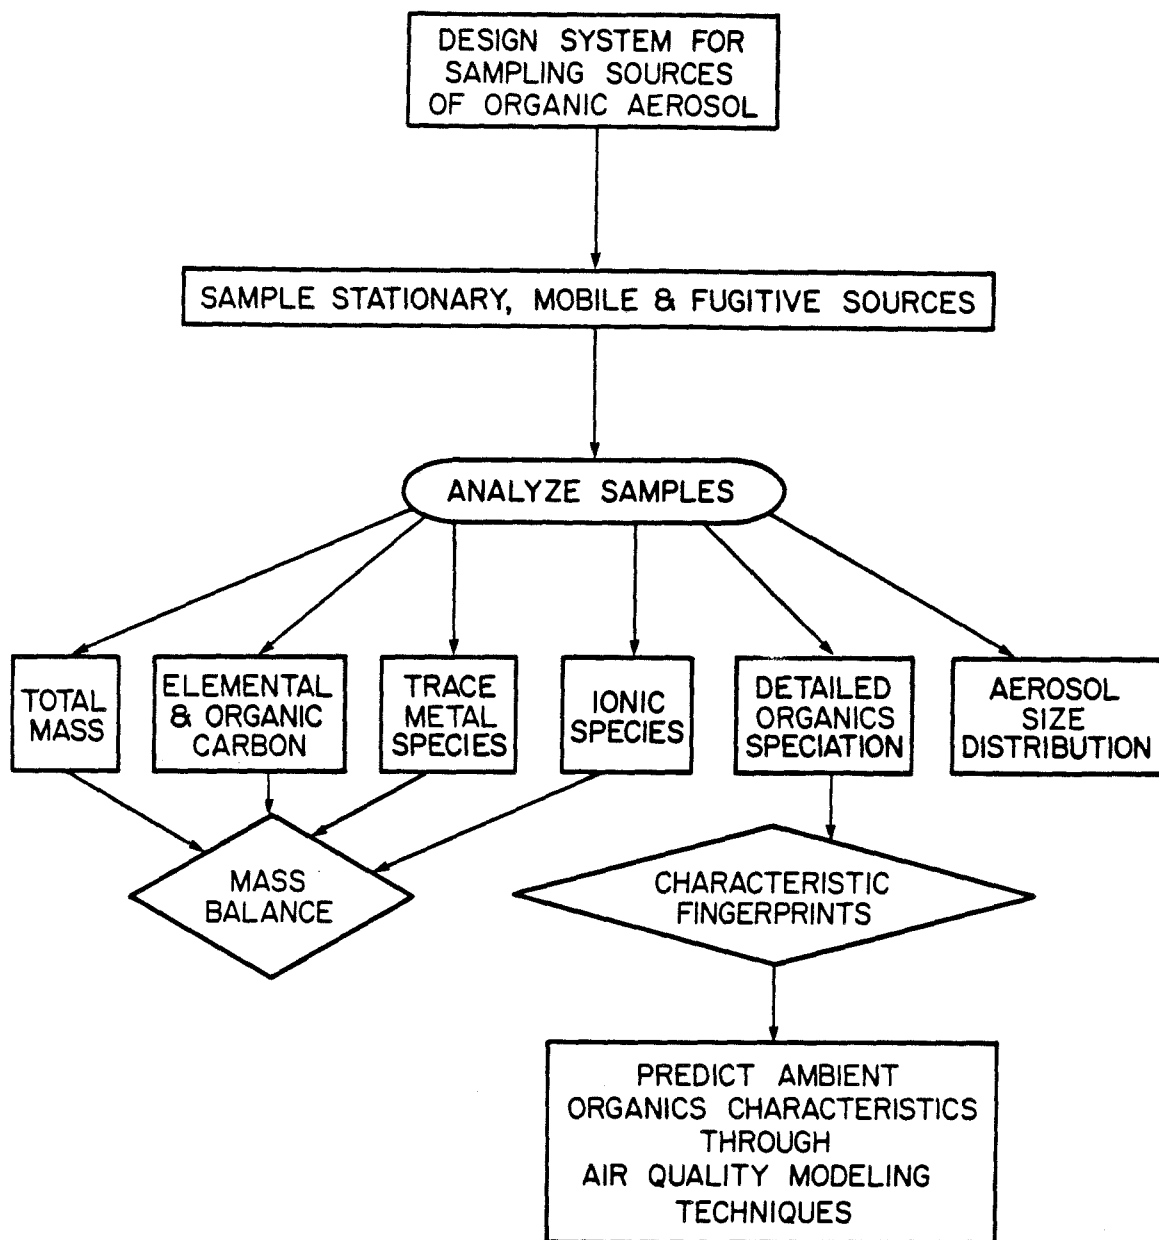 DESIGN SYSTEM FOR
SAMPLING SOURCES
OF ORGANIC AEROSOL
SAMPLE STATIONARY, MOBILE & FUGITIVE SOURCES
ANALYZE SAMPLES
TOTAL
MASS
ELEMENTAL
& ORGANIC
CARBON
TRACE
METAL
SPECIES
IONIC
SPECIES
DETAILED
ORGANICS
SPECIATION
AEROSOL
SIZE
DISTRIBUTION
MASS
BALANCE
CHARACTERISTIC
FINGERPRINTS
PREDICT AMBIENT
ORGANICS CHARACTERISTICS
THROUGH
AIR QUALITY MODELING
TECHNIQUES